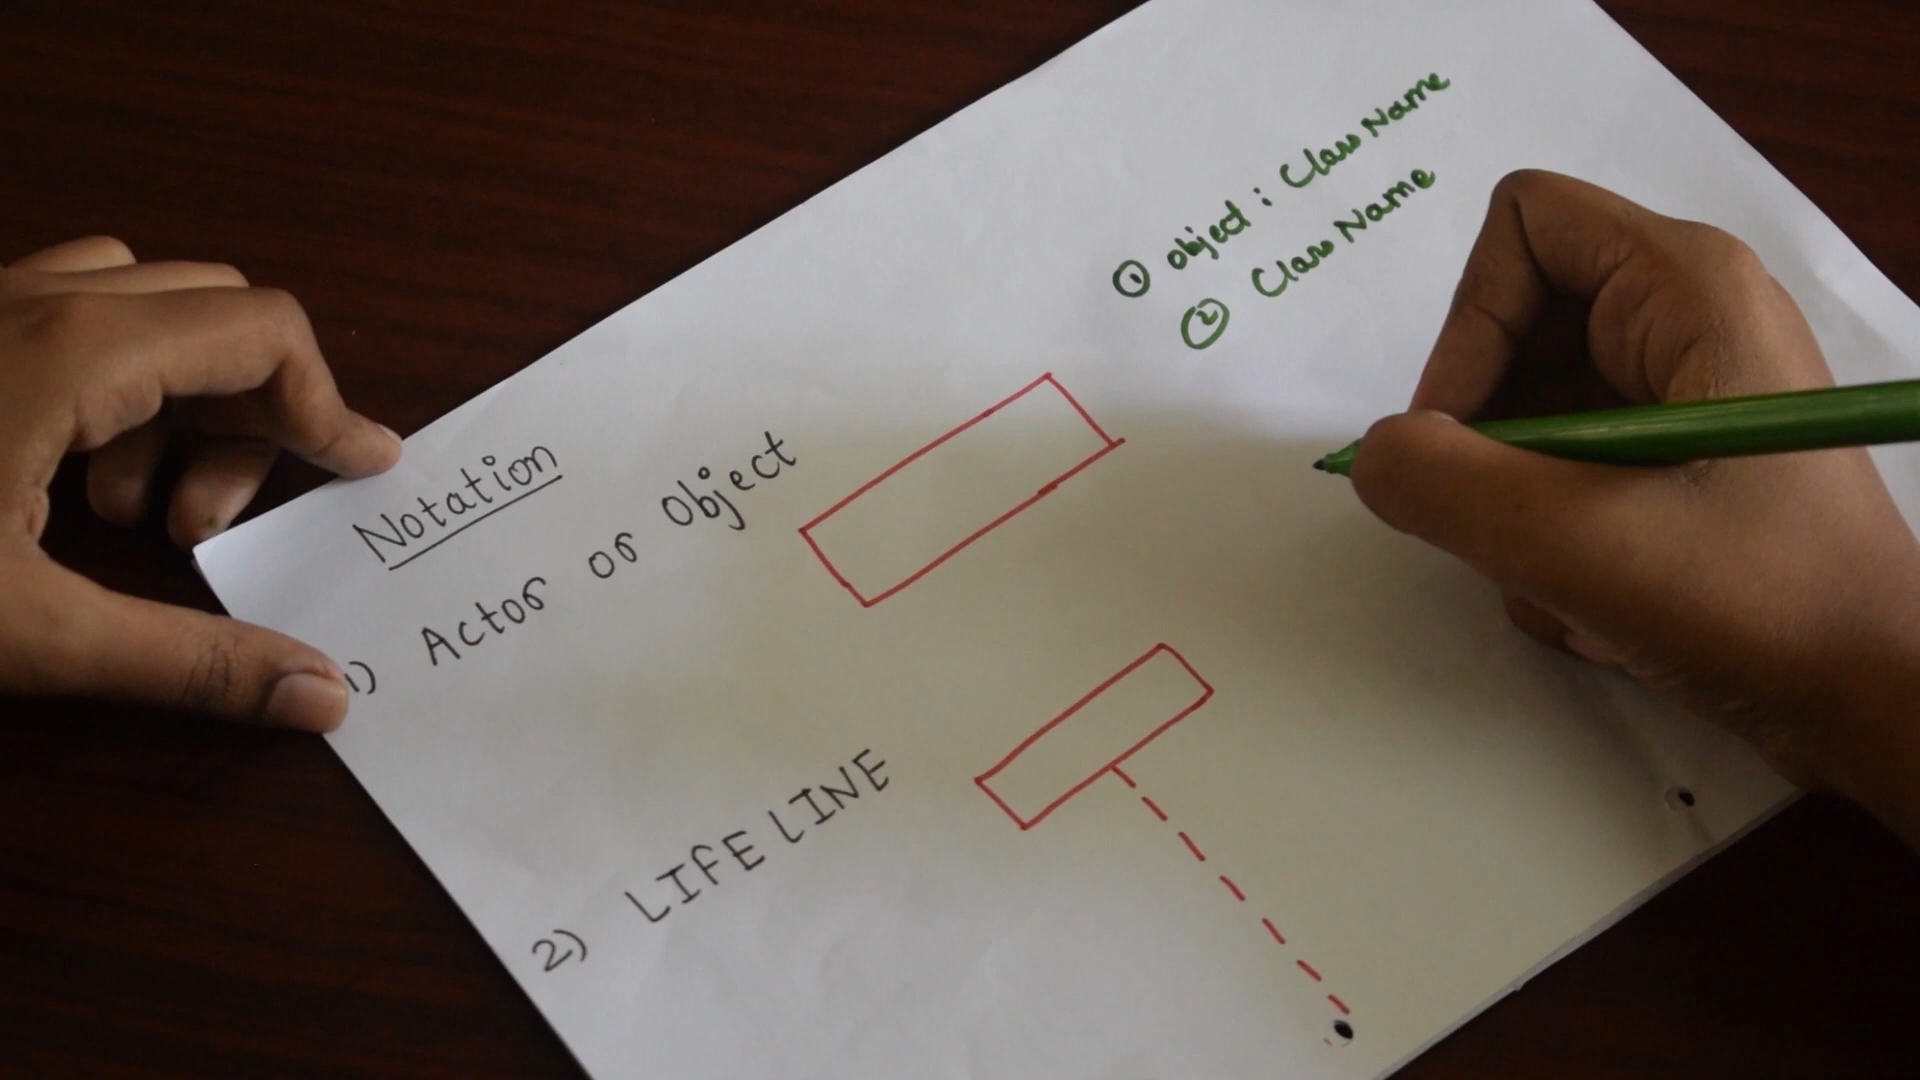 Notation
1) Actor or Object
① object : Class Name
② Class Name
2) LIFE LINE